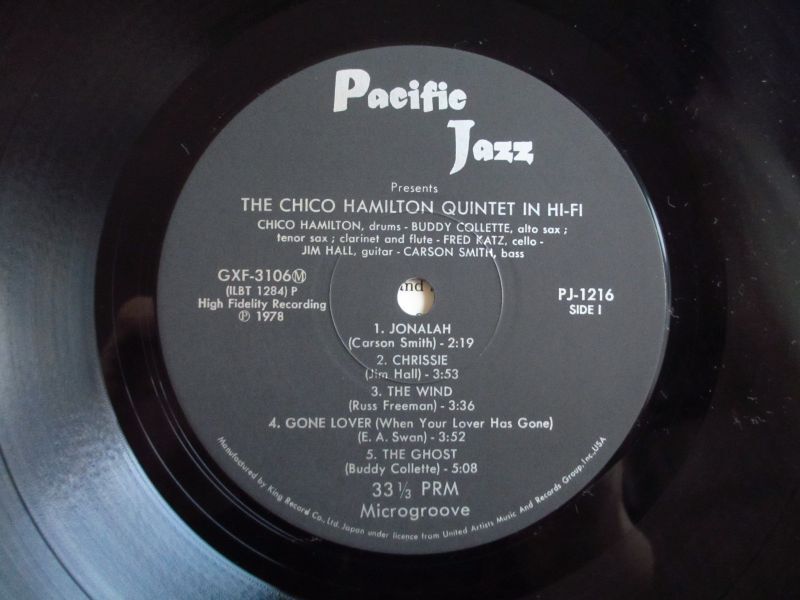 Pacific
Jazz
Presents
THE CHICO HAMILTON QUINTET IN HI-FI
CHICO HAMILTON, drums - BUDDY COLLETTE, alto sax ;
tenor sax ; clarinet and flute - FRED KATZ, cello -
JIM HALL, guitar - CARSON SMITH, bass
GXF-3106 Ⓜ
(ILBT 1284) P
High Fidelity Recording
℗ 1978
PJ-1216
SIDE I
1. JONALAH
(Carson Smith) - 2:19
2. CHRISSIE
(Jim Hall) - 3:53
3. THE WIND
(Russ Freeman) - 3:36
4. GONE LOVER (When Your Lover Has Gone)
(E. A. Swan) - 3:52
5. THE GHOST
(Buddy Collette) - 5:08
33 1/3 PRM
Microgroove
Manufactured by King Record Co., Ltd. Japan under licence from United Artists Music And Records Group, Inc. USA